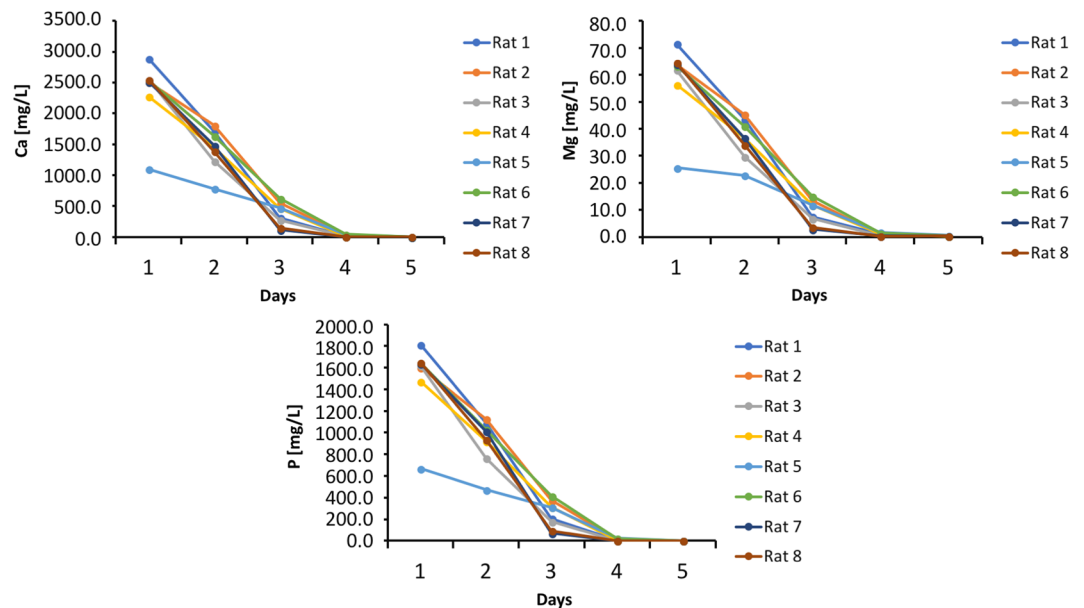 Ca [mg/L]
3500.0
3000.0
2500.0
2000.0
1500.0
1000.0
500.0
0.0
1 2 3 4 5
Days
Rat 1
Rat 2
Rat 3
Rat 4
Rat 5
Rat 6
Rat 7
Rat 8
Mg [mg/L]
80.0
70.0
60.0
50.0
40.0
30.0
20.0
10.0
0.0
1 2 3 4 5
Days
Rat 1
Rat 2
Rat 3
Rat 4
Rat 5
Rat 6
Rat 7
Rat 8
P [mg/L]
2000.0
1800.0
1600.0
1400.0
1200.0
1000.0
800.0
600.0
400.0
200.0
0.0
1 2 3 4 5
Days
Rat 1
Rat 2
Rat 3
Rat 4
Rat 5
Rat 6
Rat 7
Rat 8